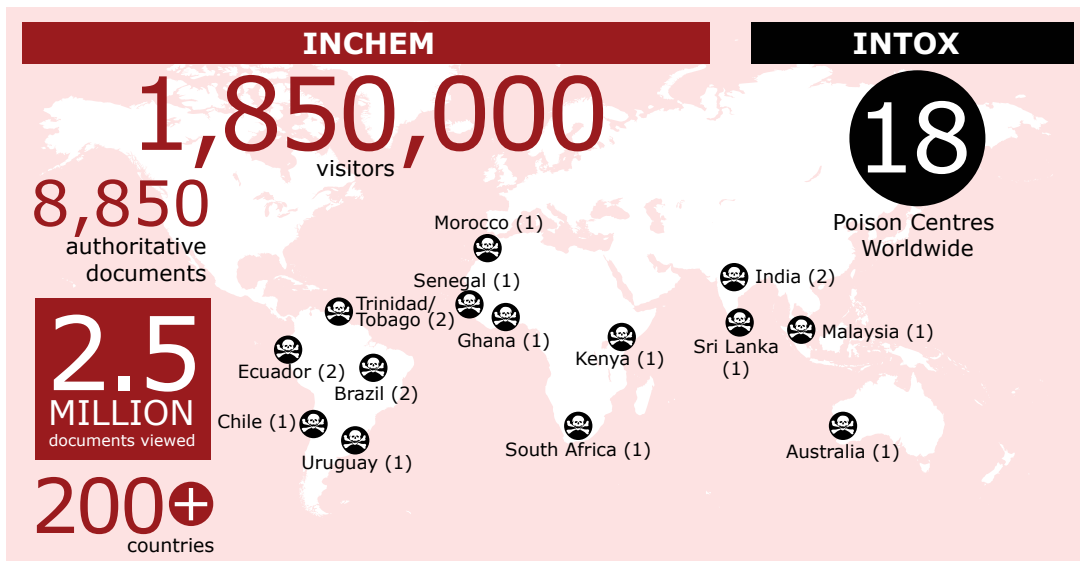 INCHEM
1,850,000
visitors
8,850
authoritative
documents
2.5
MILLION
documents viewed
200+
countries
INTOX
18
Poison Centres
Worldwide
Morocco (1)
Senegal (1)
Trinidad/
Tobago (2)
Ghana (1)
Ecuador (2)
Brazil (2)
Chile (1)
Uruguay (1)
Kenya (1)
South Africa (1)
India (2)
Sri Lanka
(1)
Malaysia (1)
Australia (1)